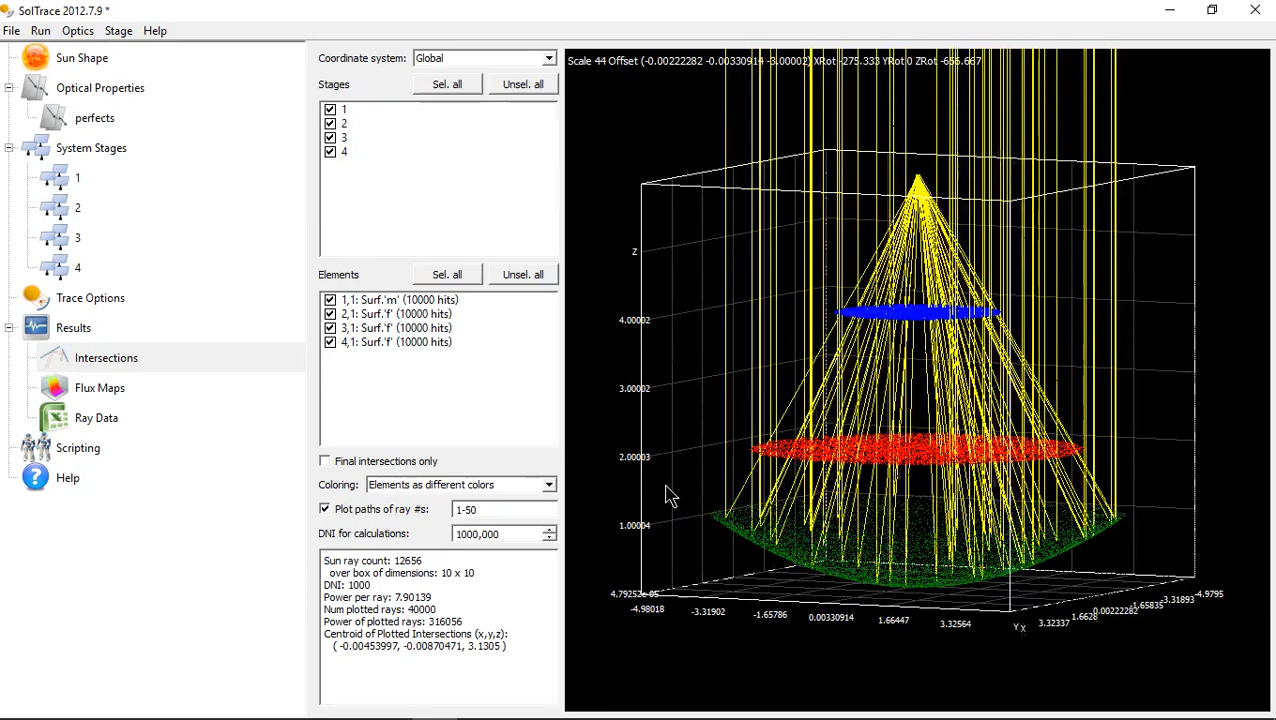 SolTrace 2012.7.9 *
File Run Optics Stage Help
Sun Shape
Optical Properties
perfects
System Stages
1
2
3
4
Trace Options
Results
Intersections
Flux Maps
Ray Data
Scripting
Help
Coordinate system: Global
Stages Sel. all Unsel. all
1
2
3
4
Elements Sel. all Unsel. all
1,1: Surf.'m' (10000 hits)
2,1: Surf.'f' (10000 hits)
3,1: Surf.'f' (10000 hits)
4,1: Surf.'f' (10000 hits)
Final intersections only
Coloring: Elements as different colors
Plot paths of ray #s: 1-50
DNI for calculations: 1000,000
Sun ray count: 12656
over box of dimensions: 10 x 10
DNI: 1000
Power per ray: 7.90139
Num plotted rays: 40000
Power of plotted rays: 316056
Centroid of Plotted Intersections (x,y,z):
( -0.00453997, -0.00870471, 3.1305 )
Scale 44 Offset (-0.00222282 -0.00330914 -3.00002) XRot -275.333 YRot 0 ZRot -656.667
Z
4.00002
3.00002
2.00003
1.00004
4.79252e-05
-4.98018 -3.31902 -1.65786 0.00330914 1.66447 3.32564
Y X 3.32337 1.6628 0.00222282 -1.65835 -3.31893 -4.9795